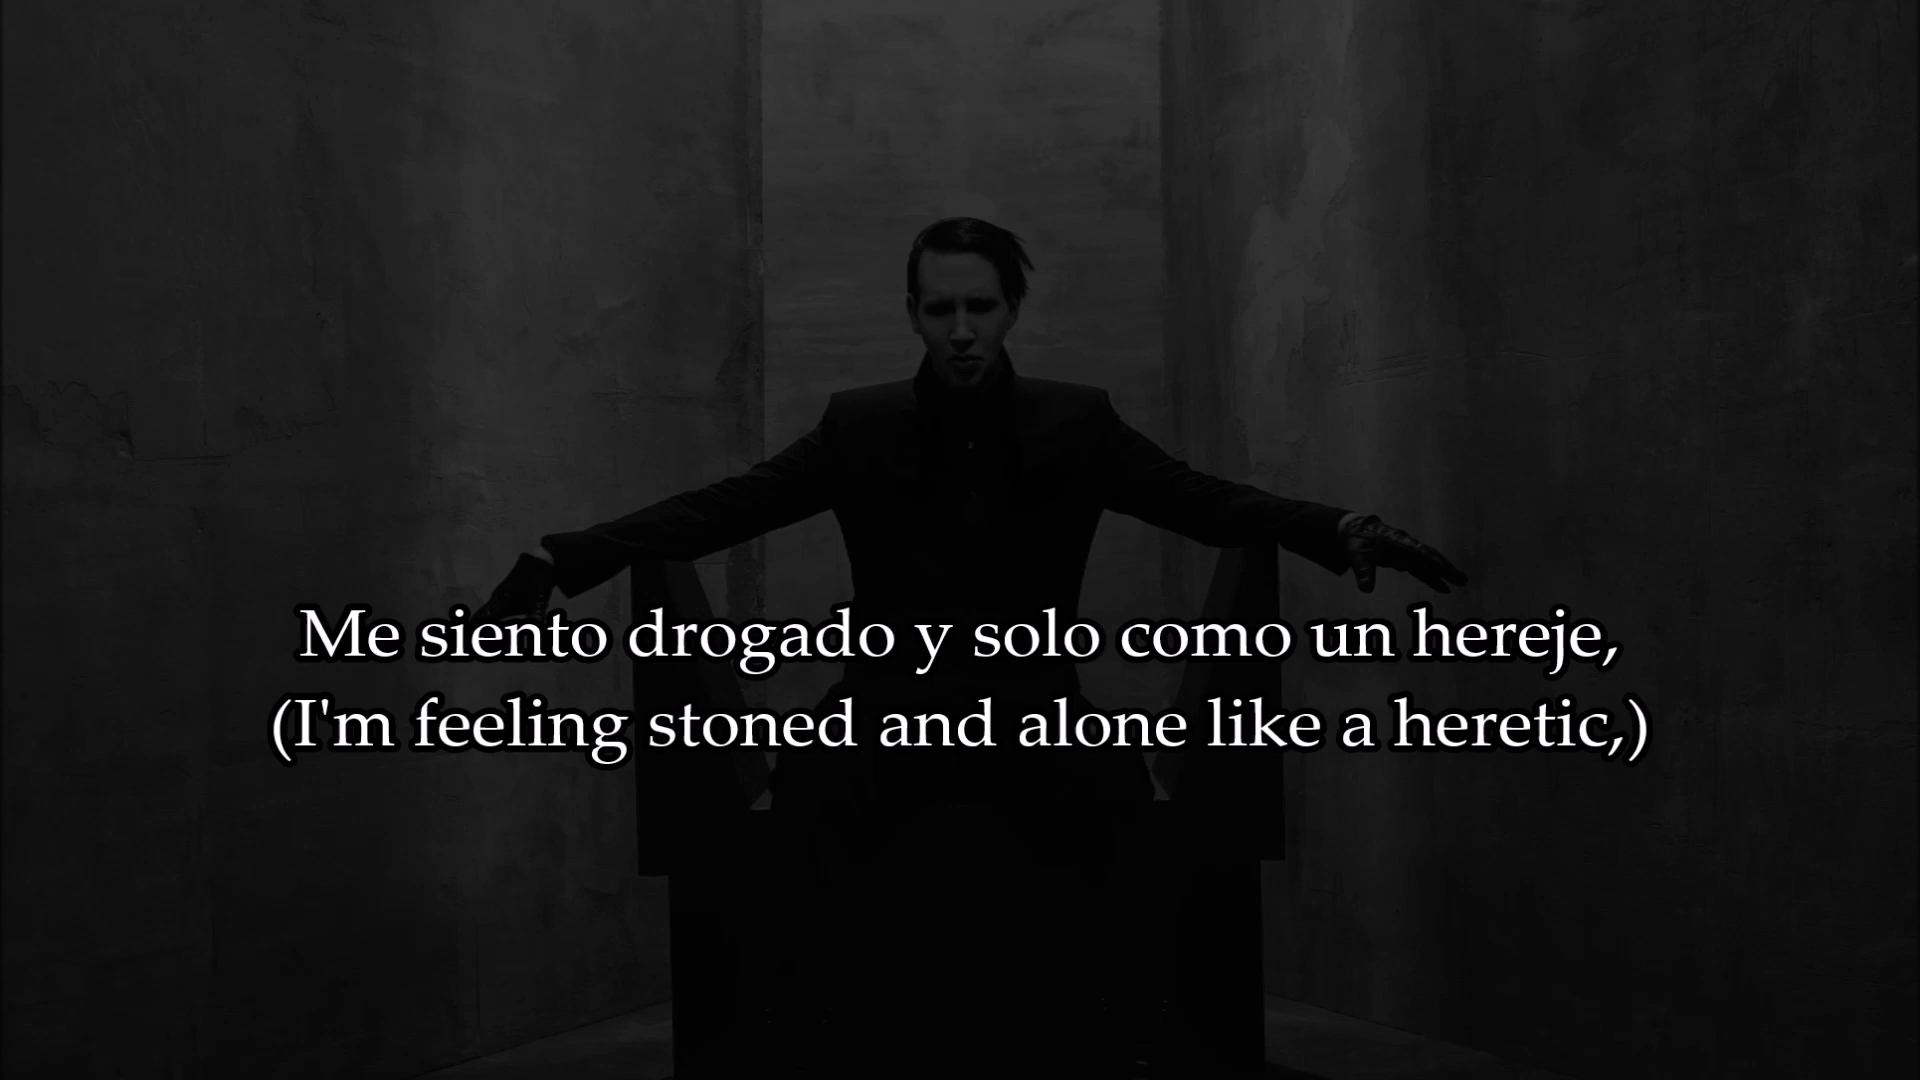 Me siento drogado y solo como un hereje,
(I'm feeling stoned and alone like a heretic,)